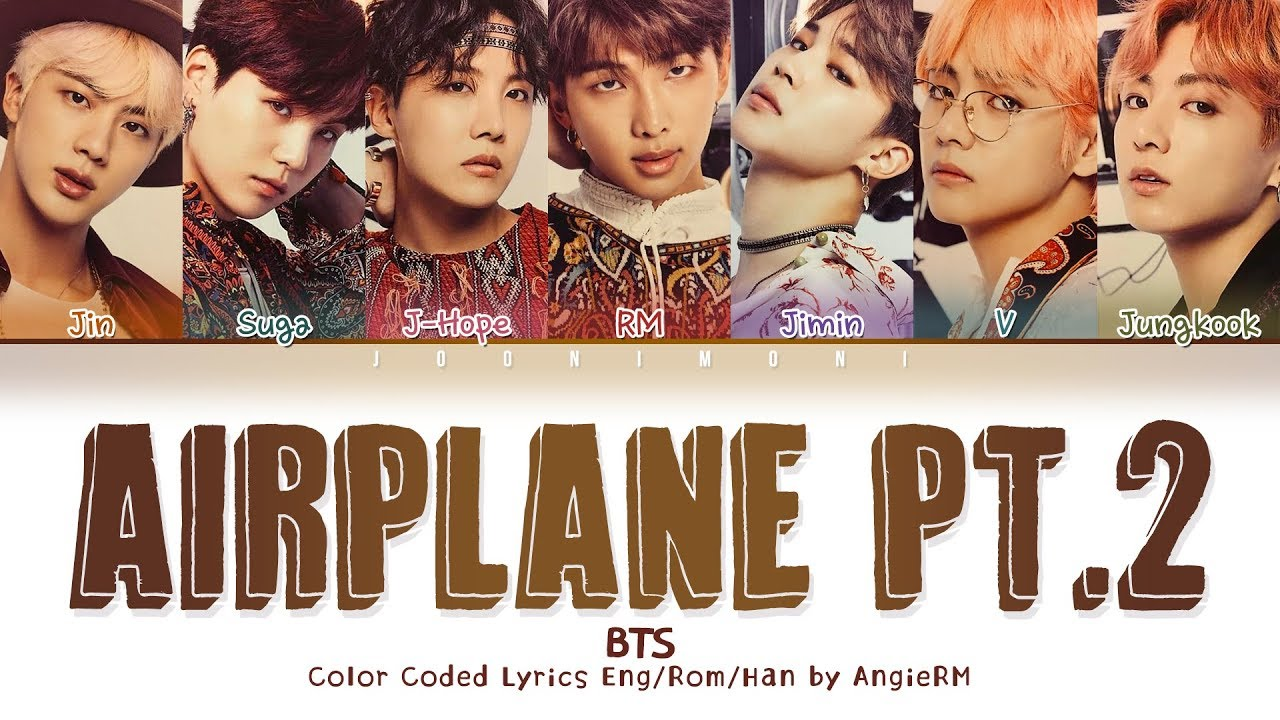 Jin Suga J-Hope RM Jimin V Jungkook
JOONIMONI
AIRPLANE PT.2
BTS
Color Coded Lyrics Eng/Rom/Han by AngieRM